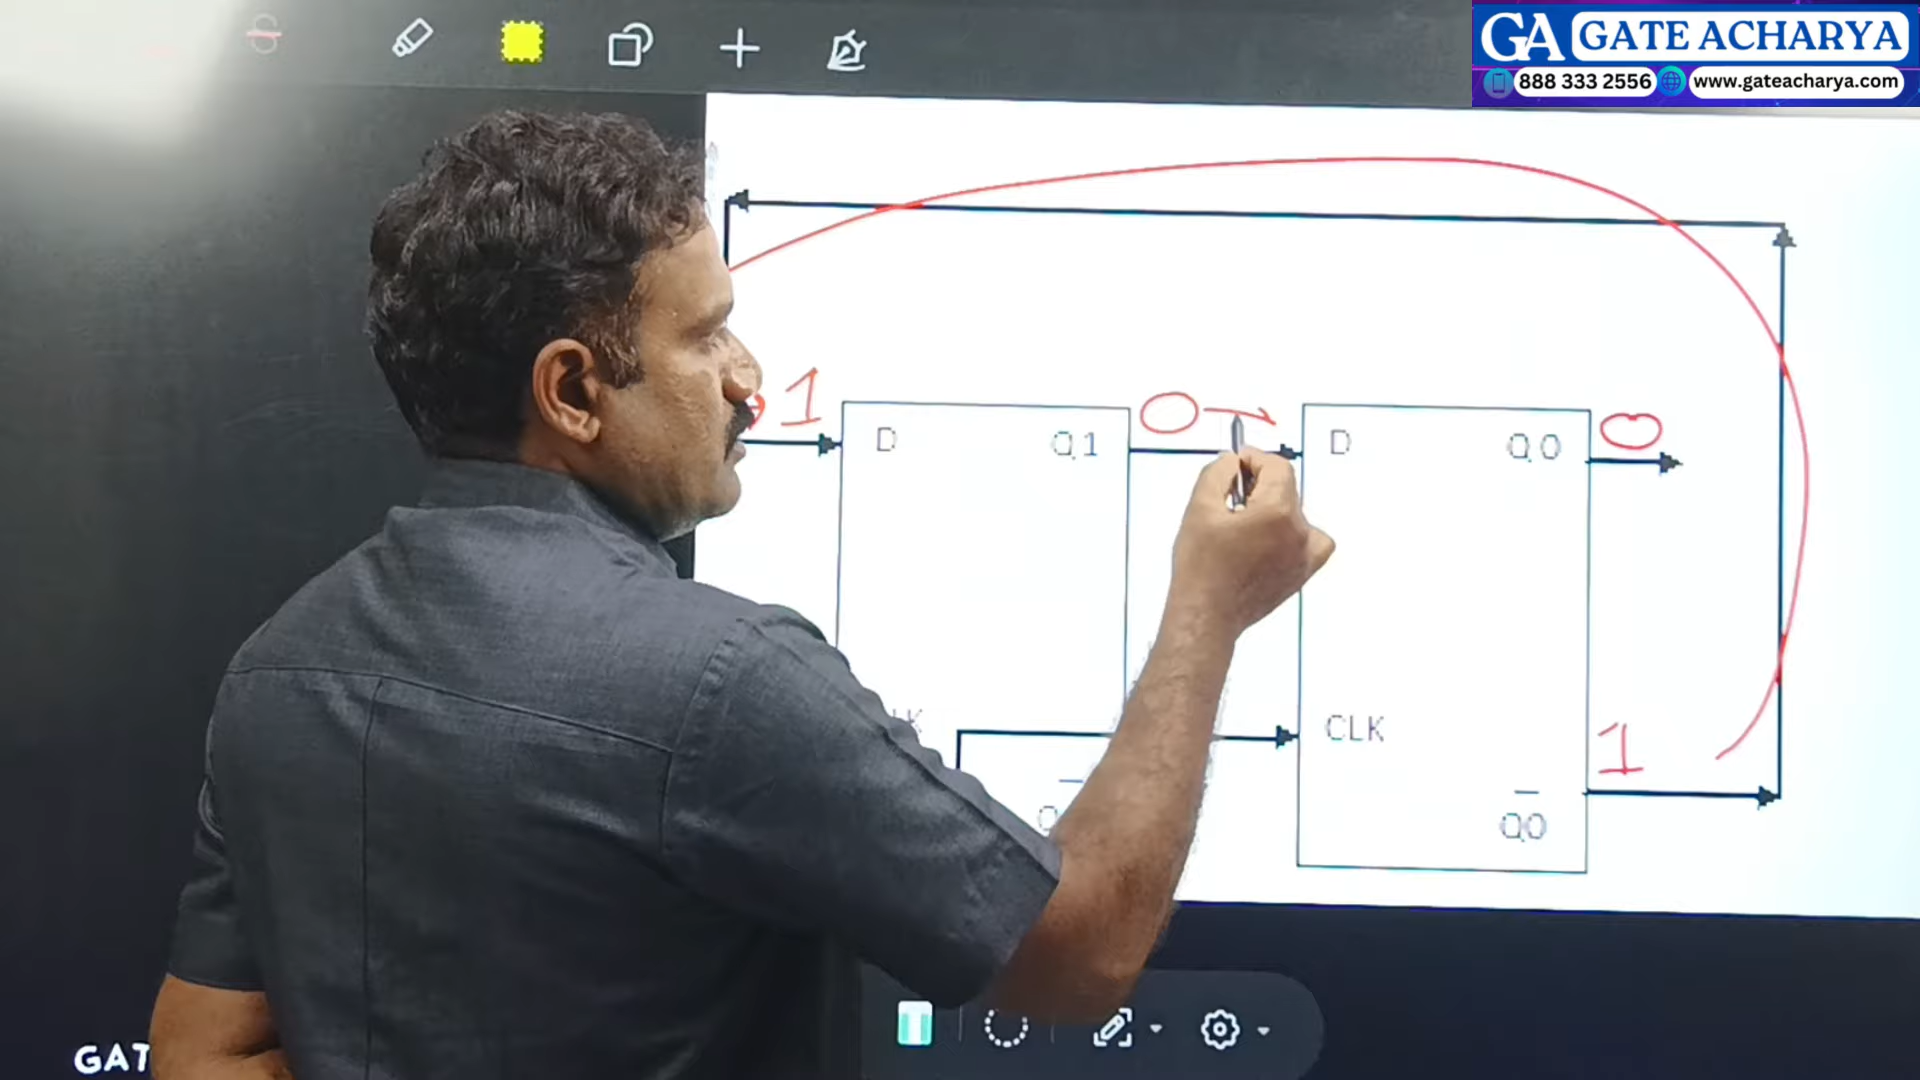 GA GATE ACHARYA
888 333 2556 www.gateacharya.com
1 0 0
D Q1 D Q0
CLK
1
Q0
GAT